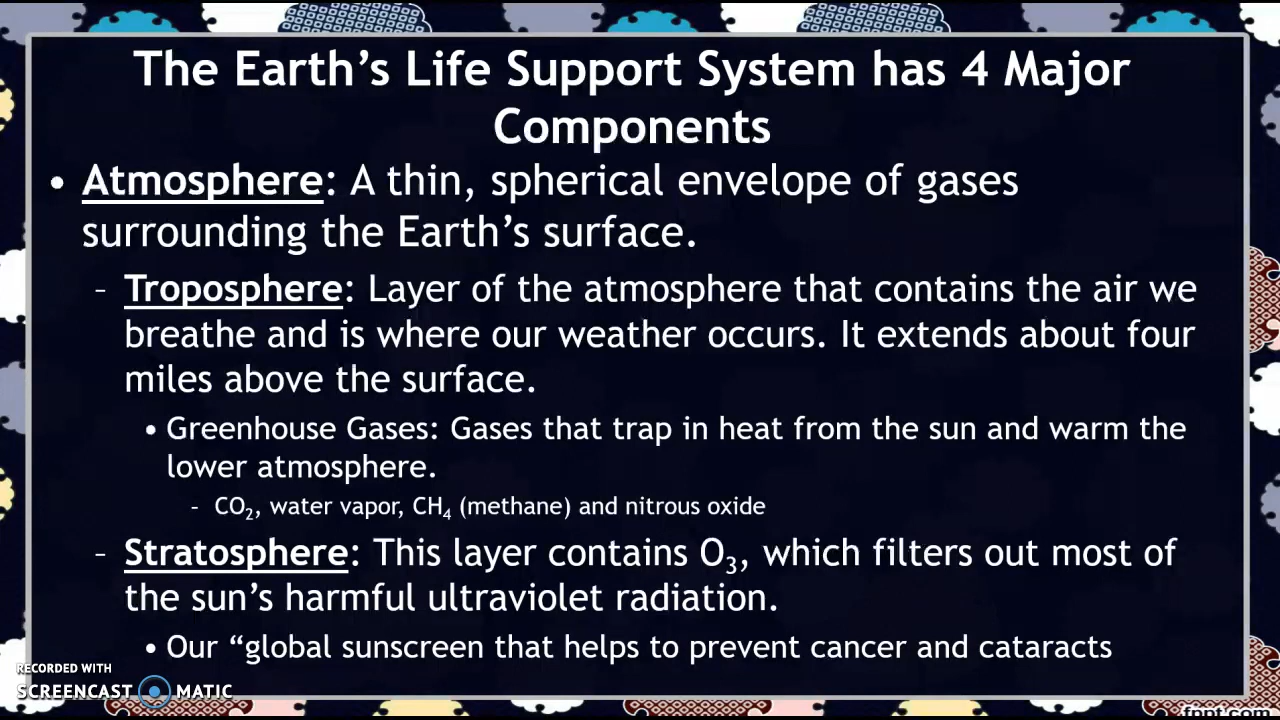 The Earth’s Life Support System has 4 Major
Components
• Atmosphere: A thin, spherical envelope of gases
surrounding the Earth’s surface.
– Troposphere: Layer of the atmosphere that contains the air we
breathe and is where our weather occurs. It extends about four
miles above the surface.
• Greenhouse Gases: Gases that trap in heat from the sun and warm the
lower atmosphere.
– CO₂, water vapor, CH₄ (methane) and nitrous oxide
– Stratosphere: This layer contains O₃, which filters out most of
the sun’s harmful ultraviolet radiation.
• Our “global sunscreen that helps to prevent cancer and cataracts
RECORDED WITH
SCREENCAST MATIC
fppt.com